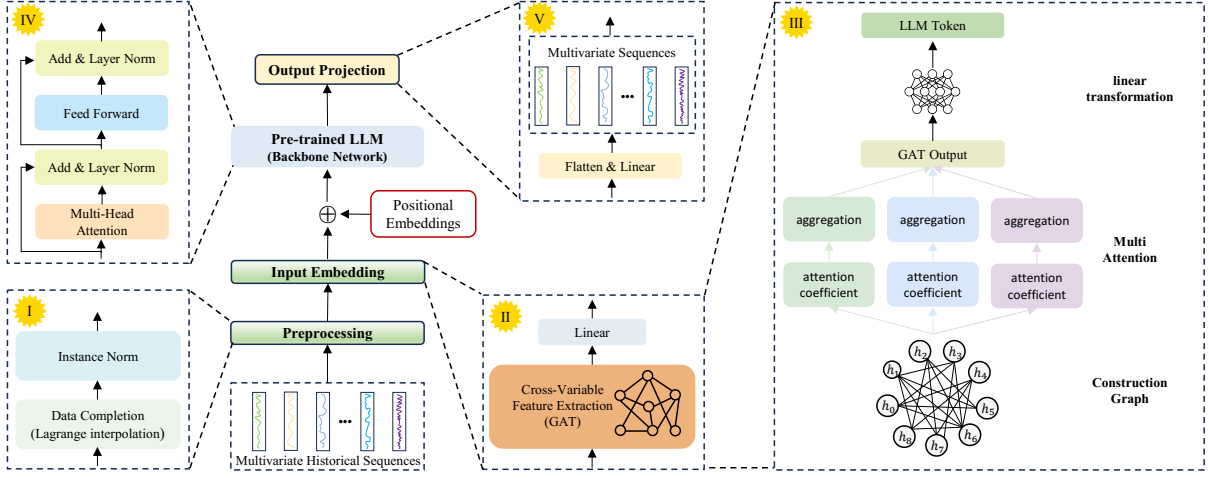 IV
Add & Layer Norm
Feed Forward
Add & Layer Norm
Multi-Head
Attention
I
Instance Norm
Data Completion
(Lagrange interpolation)
Output Projection
Pre-trained LLM
(Backbone Network)
Positional
Embeddings
Input Embedding
Preprocessing
Multivariate Historical Sequences
V
Multivariate Sequences
Flatten & Linear
II
Linear
Cross-Variable
Feature Extraction
(GAT)
III
LLM Token
linear
transformation
GAT Output
aggregation aggregation aggregation
Multi
Attention
attention
coefficient
attention
coefficient
attention
coefficient
Construction
Graph
h0
h1
h2
h3
h4
h5
h6
h7
h8